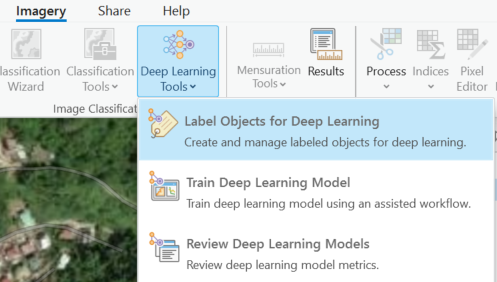 Imagery Share Help
Classification Wizard
Classification Tools
Deep Learning Tools
Mensuration Tools
Results
Process
Indices
Pixel Editor
Image Classificat
Label Objects for Deep Learning
Create and manage labeled objects for deep learning.
Train Deep Learning Model
Train deep learning model using an assisted workflow.
Review Deep Learning Models
Review deep learning model metrics.